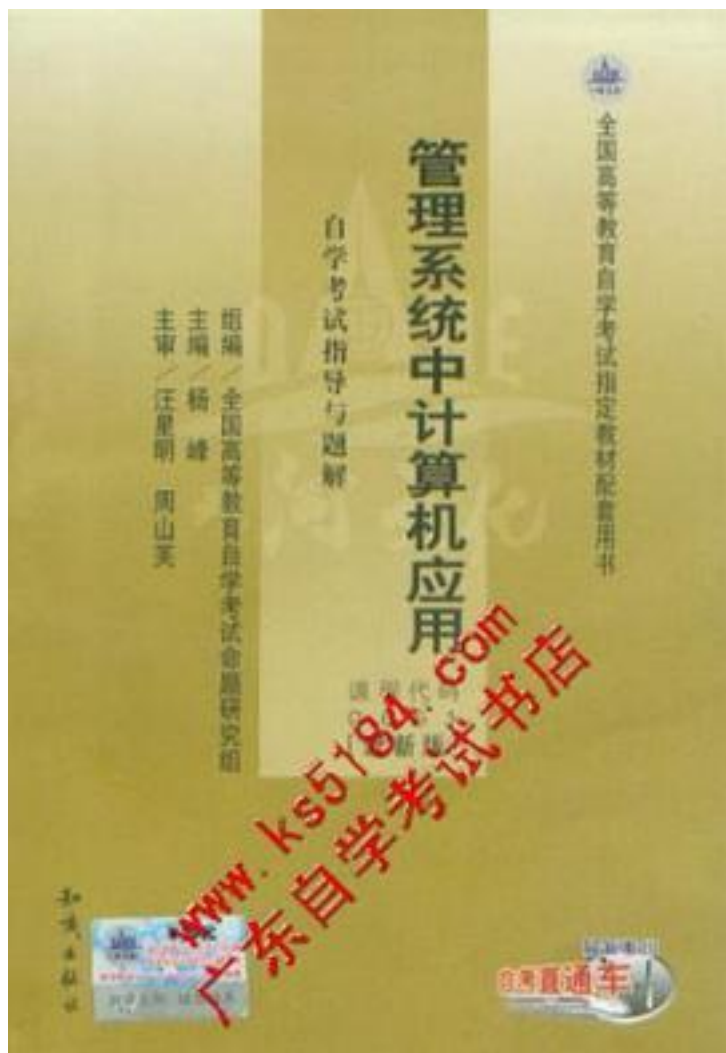 全国高等教育自学考试指定教材配套用书
管理系统中计算机应用
自学考试指导与题解
组编／全国高等教育自学考试命题研究组
主编／杨峰
主审／汪星明 周山芙
课程代码
www.ks5184.com
广东自学考试书店
知识出版社
自考直通车